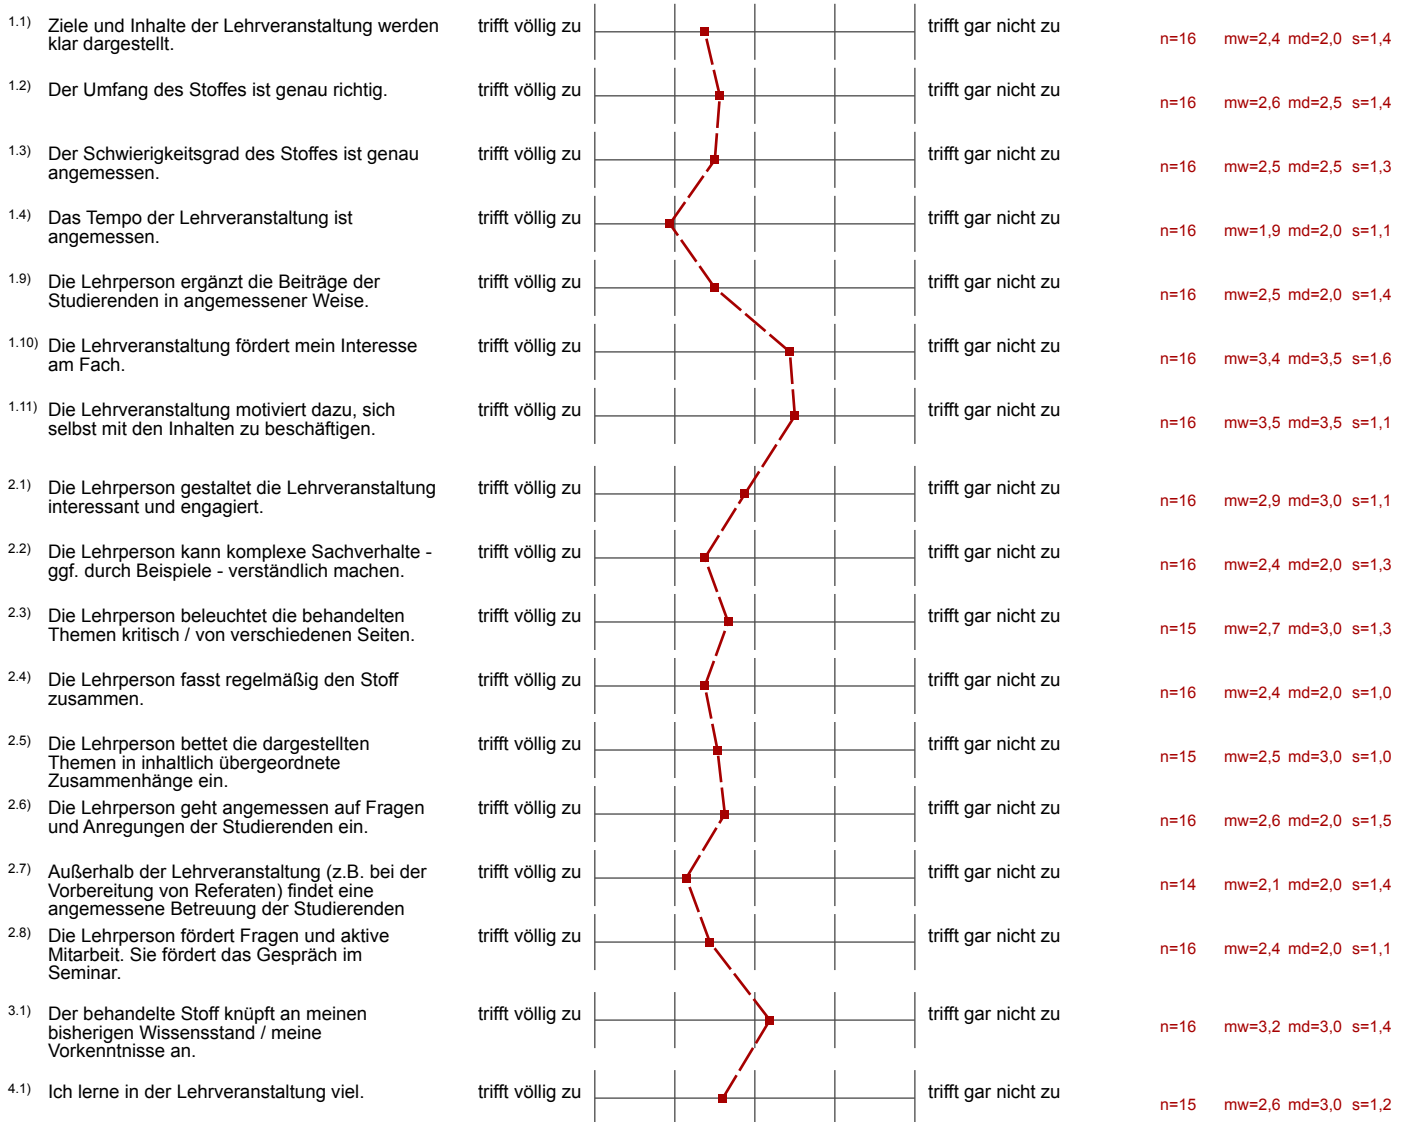 1.1) Ziele und Inhalte der Lehrveranstaltung werden trifft völlig zu trifft gar nicht zu
klar dargestellt. n=16 mw=2,4 md=2,0 s=1,4
1.2) Der Umfang des Stoffes ist genau richtig. trifft völlig zu trifft gar nicht zu
n=16 mw=2,6 md=2,5 s=1,4
1.3) Der Schwierigkeitsgrad des Stoffes ist genau trifft völlig zu trifft gar nicht zu
angemessen. n=16 mw=2,5 md=2,5 s=1,3
1.4) Das Tempo der Lehrveranstaltung ist trifft völlig zu trifft gar nicht zu
angemessen. n=16 mw=1,9 md=2,0 s=1,1
1.9) Die Lehrperson ergänzt die Beiträge der trifft völlig zu trifft gar nicht zu
Studierenden in angemessener Weise. n=16 mw=2,5 md=2,0 s=1,4
1.10) Die Lehrveranstaltung fördert mein Interesse trifft völlig zu trifft gar nicht zu
am Fach. n=16 mw=3,4 md=3,5 s=1,6
1.11) Die Lehrveranstaltung motiviert dazu, sich trifft völlig zu trifft gar nicht zu
selbst mit den Inhalten zu beschäftigen. n=16 mw=3,5 md=3,5 s=1,1
2.1) Die Lehrperson gestaltet die Lehrveranstaltung trifft völlig zu trifft gar nicht zu
interessant und engagiert. n=16 mw=2,9 md=3,0 s=1,1
2.2) Die Lehrperson kann komplexe Sachverhalte - trifft völlig zu trifft gar nicht zu
ggf. durch Beispiele - verständlich machen. n=16 mw=2,4 md=2,0 s=1,3
2.3) Die Lehrperson beleuchtet die behandelten trifft völlig zu trifft gar nicht zu
Themen kritisch / von verschiedenen Seiten. n=15 mw=2,7 md=3,0 s=1,3
2.4) Die Lehrperson fasst regelmäßig den Stoff trifft völlig zu trifft gar nicht zu
zusammen. n=16 mw=2,4 md=2,0 s=1,0
2.5) Die Lehrperson bettet die dargestellten trifft völlig zu trifft gar nicht zu
Themen in inhaltlich übergeordnete n=15 mw=2,5 md=3,0 s=1,0
Zusammenhänge ein.
2.6) Die Lehrperson geht angemessen auf Fragen trifft völlig zu trifft gar nicht zu
und Anregungen der Studierenden ein. n=16 mw=2,6 md=2,0 s=1,5
2.7) Außerhalb der Lehrveranstaltung (z.B. bei der trifft völlig zu trifft gar nicht zu
Vorbereitung von Referaten) findet eine n=14 mw=2,1 md=2,0 s=1,4
angemessene Betreuung der Studierenden
2.8) Die Lehrperson fördert Fragen und aktive trifft völlig zu trifft gar nicht zu
Mitarbeit. Sie fördert das Gespräch im n=16 mw=2,4 md=2,0 s=1,1
Seminar.
3.1) Der behandelte Stoff knüpft an meinen trifft völlig zu trifft gar nicht zu
bisherigen Wissensstand / meine n=16 mw=3,2 md=3,0 s=1,4
Vorkenntnisse an.
4.1) Ich lerne in der Lehrveranstaltung viel. trifft völlig zu trifft gar nicht zu
n=15 mw=2,6 md=3,0 s=1,2